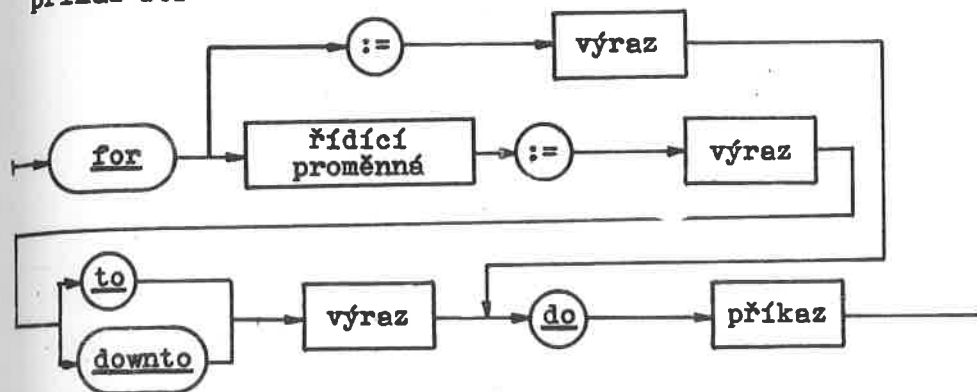 := výraz
for řídící := výraz
proměnná
to
výraz do příkaz
downto